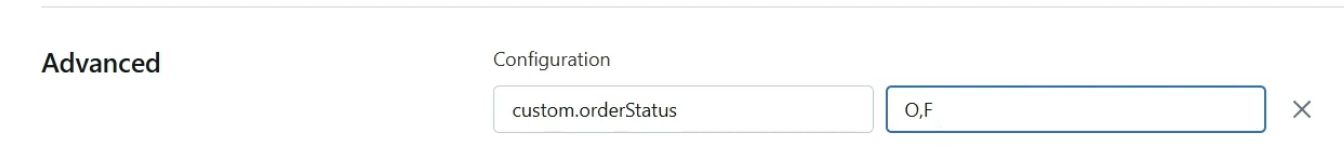 Advanced
Configuration
custom.orderStatus
O,F